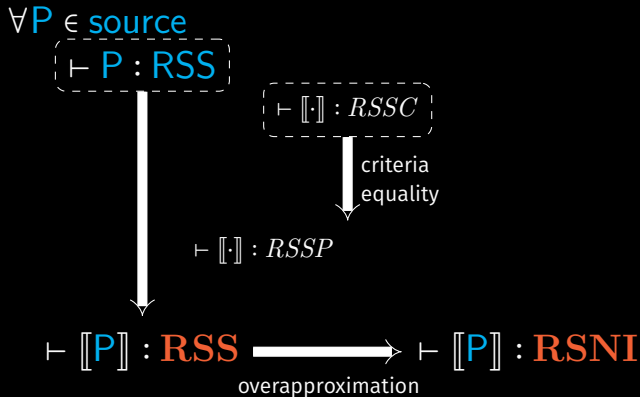 ∀P ∈ source
⊢ P : RSS
⊢ ⟦·⟧ : RSSC
criteria
equality
⊢ ⟦·⟧ : RSSP
⊢ ⟦P⟧ : RSS
⊢ ⟦P⟧ : RSNI
overapproximation